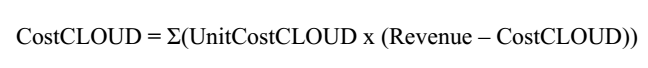 CostCLOUD = Σ(UnitCostCLOUD x (Revenue – CostCLOUD))